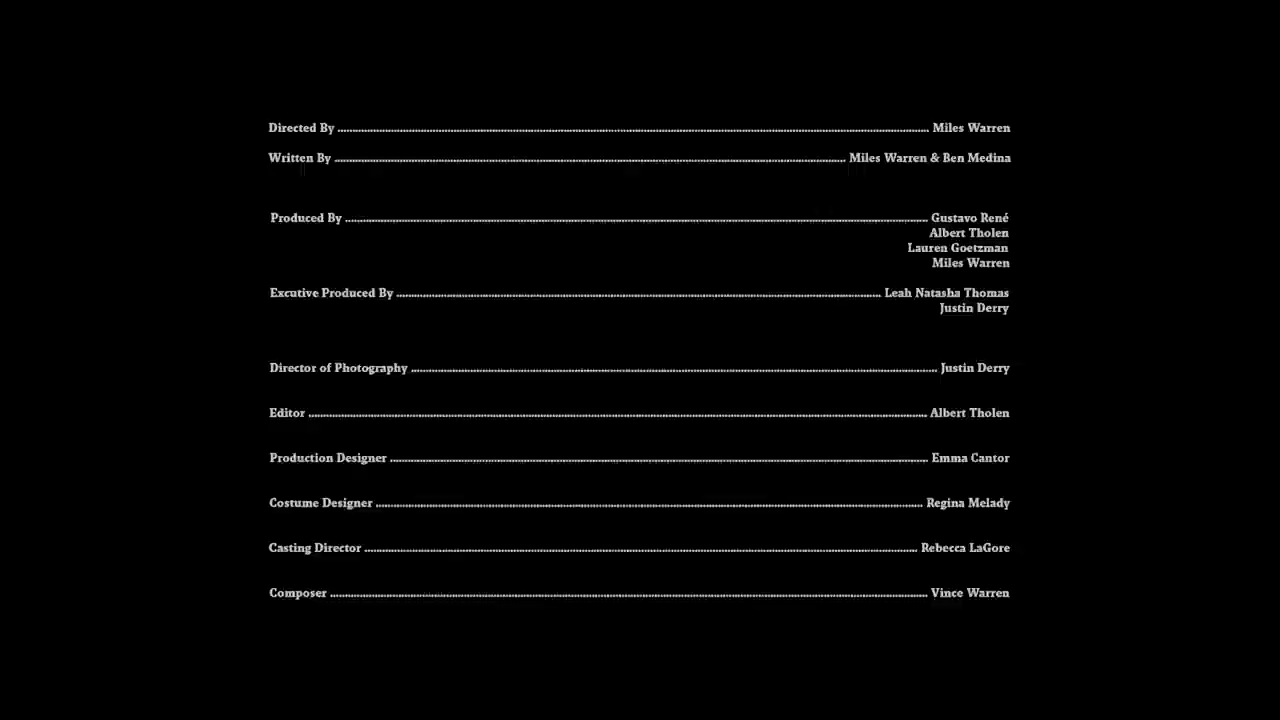 Directed By ........ Miles Warren
Written By ........ Miles Warren & Ben Medina
Produced By ........ Gustavo René
Albert Tholen
Lauren Goetzman
Miles Warren
Excutive Produced By ........ Leah Natasha Thomas
Justin Derry
Director of Photography ........ Justin Derry
Editor ........ Albert Tholen
Production Designer ........ Emma Cantor
Costume Designer ........ Regina Melady
Casting Director ........ Rebecca LaGore
Composer ........ Vince Warren